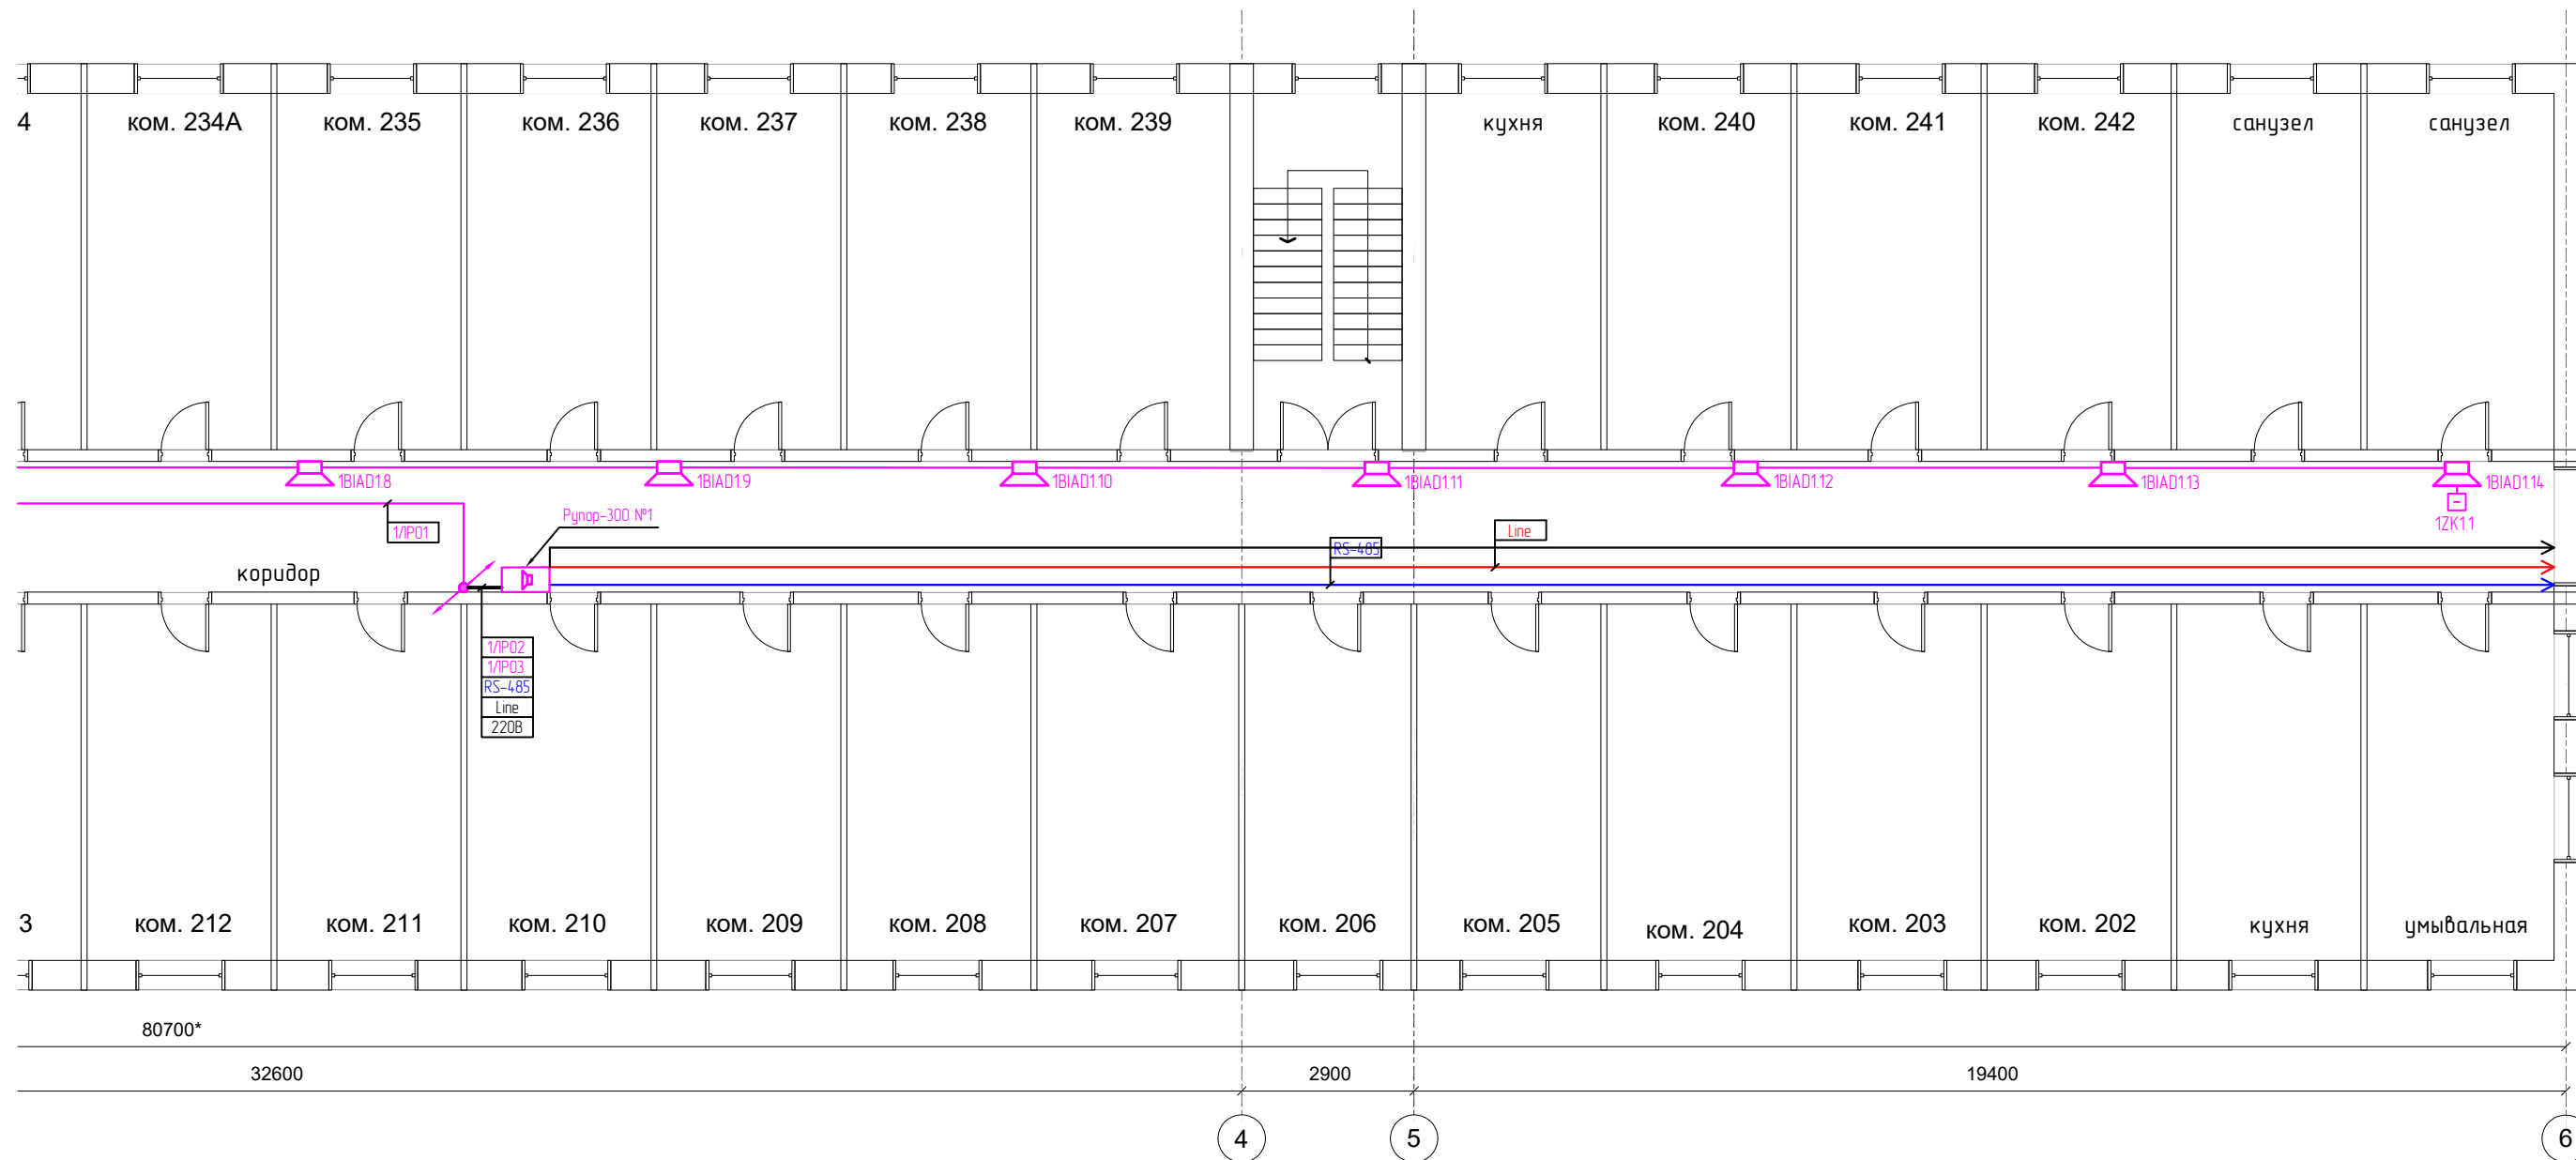 4
ком. 234А
ком. 235
ком. 236
ком. 237
ком. 238
ком. 239
кухня
ком. 240
ком. 241
ком. 242
санузел
санузел
1BIAD1.8
1BIAD1.9
1BIAD1.10
1BIAD1.11
1BIAD1.12
1BIAD1.13
1BIAD1.14
1ZK1.1
1/ЛР01
Рупор-300 №1
RS-485
Line
коридор
1/ЛР02
1/ЛР03
RS-485
Line
220В
3
ком. 212
ком. 211
ком. 210
ком. 209
ком. 208
ком. 207
ком. 206
ком. 205
ком. 204
ком. 203
ком. 202
кухня
умывальная
80700*
32600
2900
19400
4
5
6